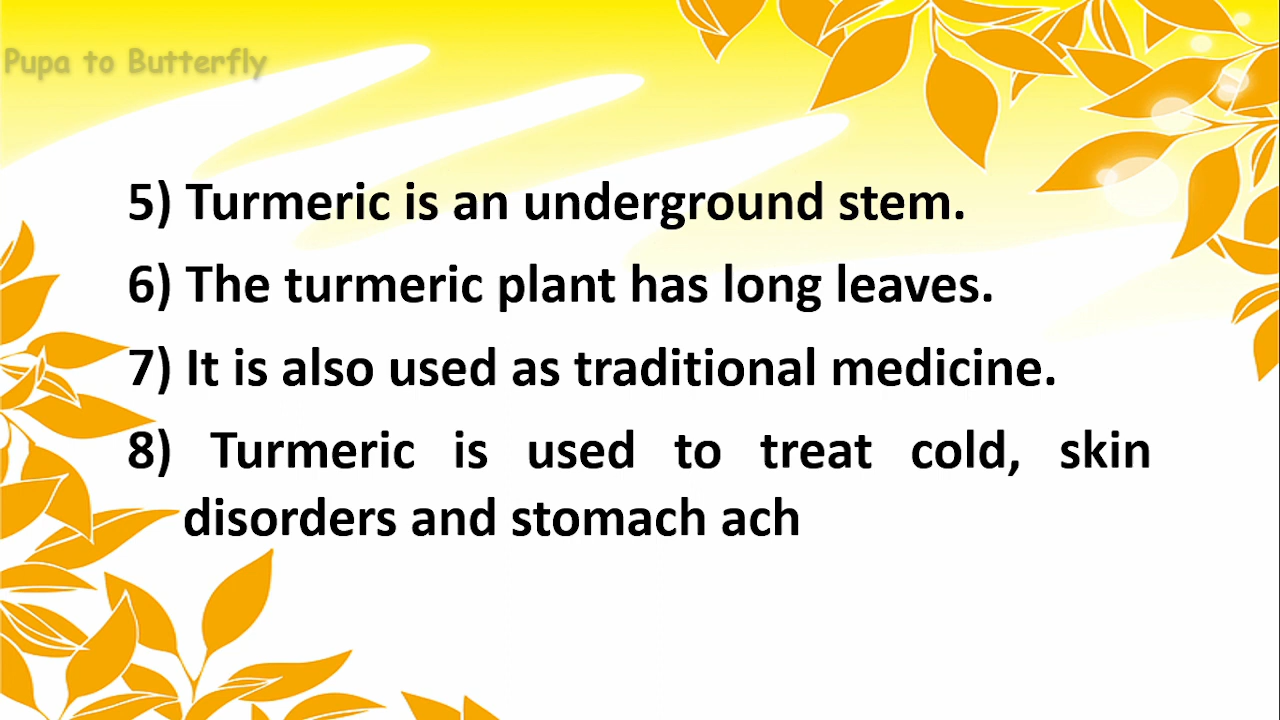 Pupa to Butterfly
5) Turmeric is an underground stem.
6) The turmeric plant has long leaves.
7) It is also used as traditional medicine.
8) Turmeric is used to treat cold, skin
disorders and stomach ach